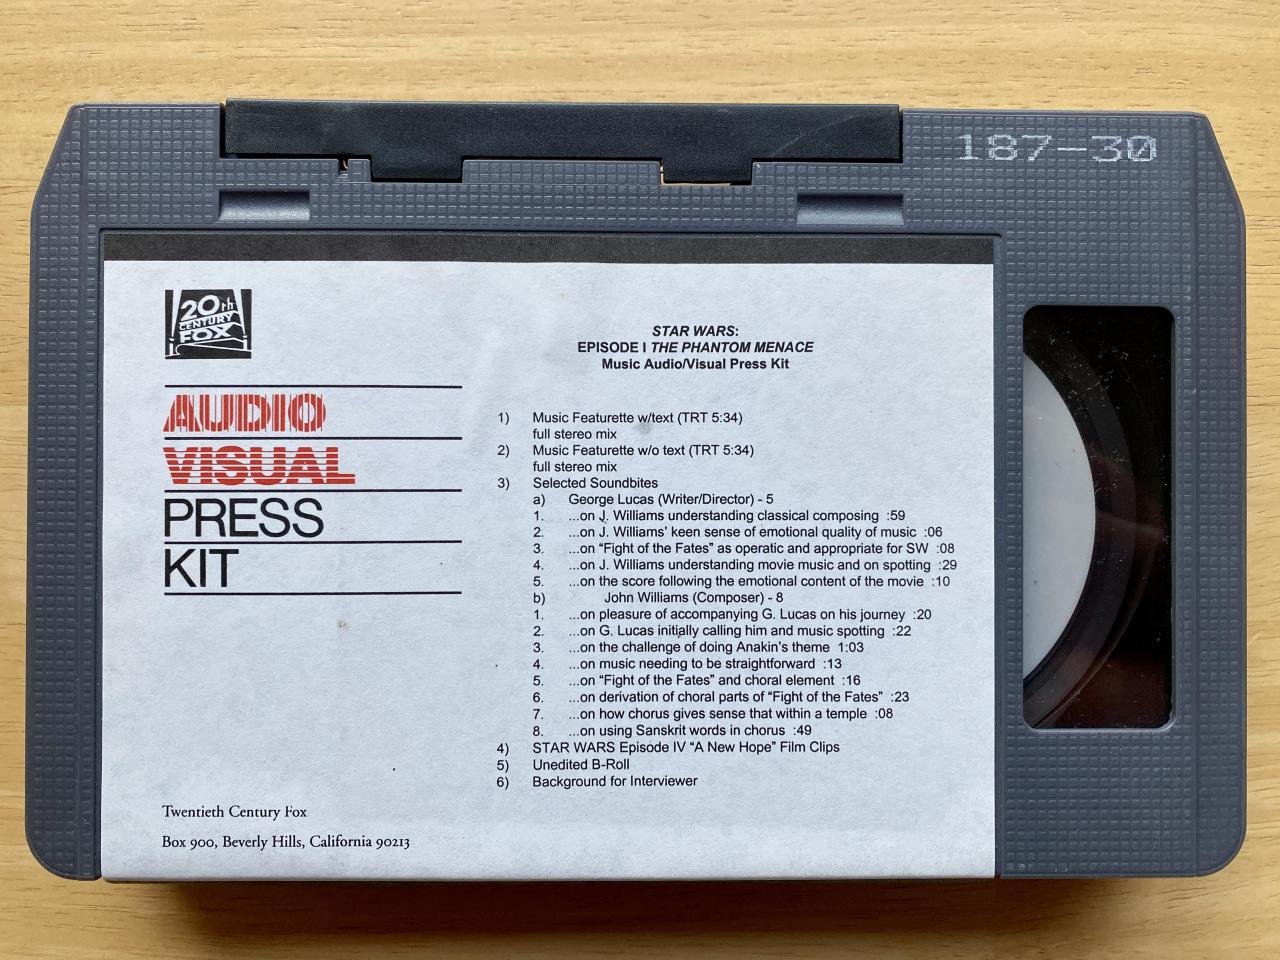 187-30
20th
CENTURY
FOX
AUDIO
VISUAL
PRESS
KIT
STAR WARS:
EPISODE I THE PHANTOM MENACE
Music Audio/Visual Press Kit
1) Music Featurette w/text (TRT 5:34)
full stereo mix
2) Music Featurette w/o text (TRT 5:34)
full stereo mix
3) Selected Soundbites
a) George Lucas (Writer/Director) - 5
1. ...on J. Williams understanding classical composing :59
2. ...on J. Williams' keen sense of emotional quality of music :06
3. ...on "Fight of the Fates" as operatic and appropriate for SW :08
4. ...on J. Williams understanding movie music and on spotting :29
5. ...on the score following the emotional content of the movie :10
b) John Williams (Composer) - 8
1. ...on pleasure of accompanying G. Lucas on his journey :20
2. ...on G. Lucas initially calling him and music spotting :22
3. ...on the challenge of doing Anakin's theme 1:03
4. ...on music needing to be straightforward :13
5. ...on "Fight of the Fates" and choral element :16
6. ...on derivation of choral parts of "Fight of the Fates" :23
7. ...on how chorus gives sense that within a temple :08
8. ...on using Sanskrit words in chorus :49
4) STAR WARS Episode IV "A New Hope" Film Clips
5) Unedited B-Roll
6) Background for Interviewer
Twentieth Century Fox
Box 900, Beverly Hills, California 90213